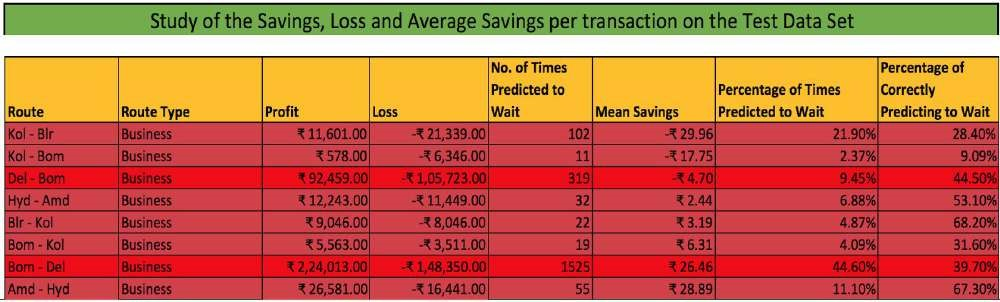 Study of the Savings, Loss and Average Savings per transaction on the Test Data Set
Route Route Type Profit Loss No. of Times Predicted to Wait Mean Savings Percentage of Times Predicted to Wait Percentage of Correctly Predicting to Wait
Kol - Blr Business ₹ 11,601.00 -₹ 21,339.00 102 -₹ 29.96 21.90% 28.40%
Kol - Bom Business ₹ 578.00 -₹ 6,346.00 11 -₹ 17.75 2.37% 9.09%
Del - Bom Business ₹ 92,459.00 -₹ 1,05,723.00 319 -₹ 4.70 9.45% 44.50%
Hyd - Amd Business ₹ 12,243.00 -₹ 11,449.00 32 ₹ 2.44 6.88% 53.10%
Blr - Kol Business ₹ 9,046.00 -₹ 8,046.00 22 ₹ 3.19 4.87% 68.20%
Bom - Kol Business ₹ 5,563.00 -₹ 3,511.00 19 ₹ 6.31 4.09% 31.60%
Bom - Del Business ₹ 2,24,013.00 -₹ 1,48,350.00 1525 ₹ 26.46 44.60% 39.70%
Amd - Hyd Business ₹ 26,581.00 -₹ 16,441.00 55 ₹ 28.89 11.10% 67.30%